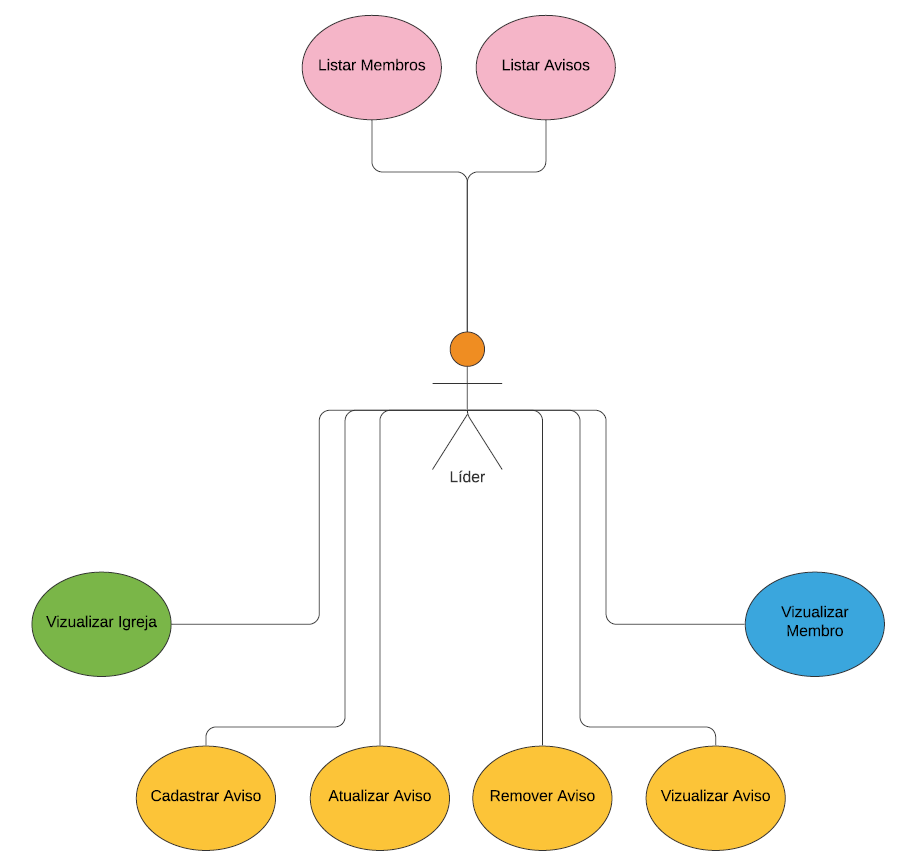 Listar Membros
Listar Avisos
Líder
Vizualizar Igreja
Vizualizar
Membro
Cadastrar Aviso
Atualizar Aviso
Remover Aviso
Vizualizar Aviso